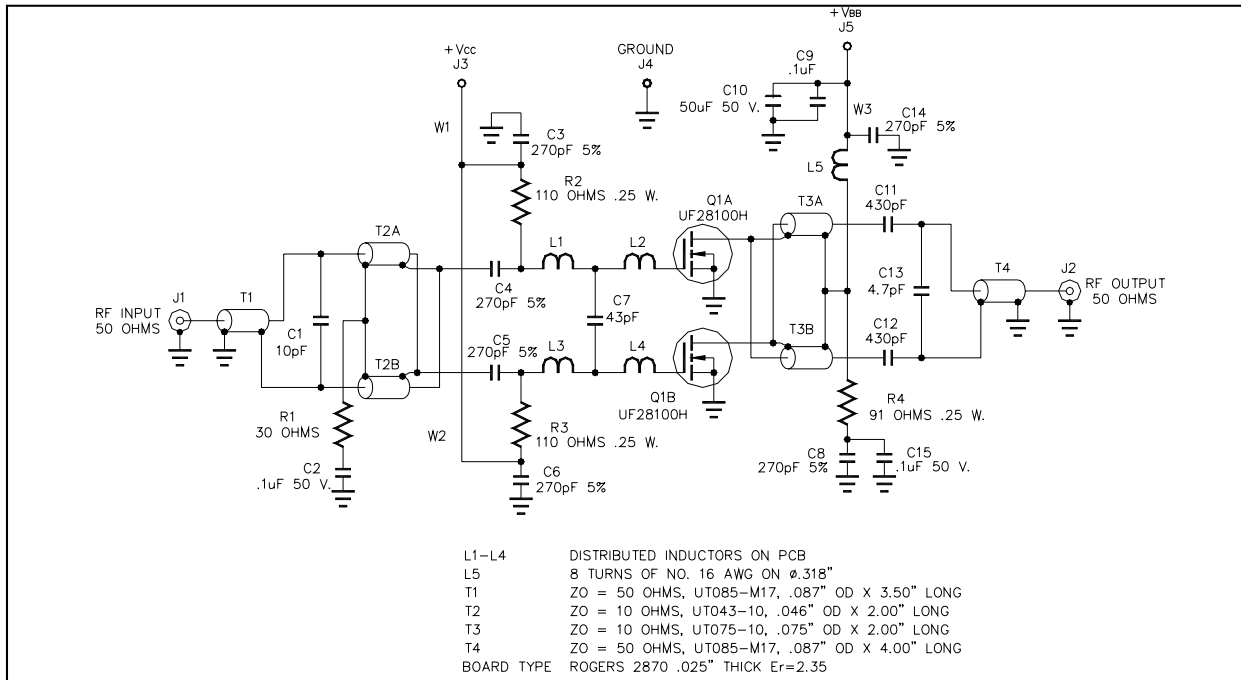 +VBB
J5
+Vcc
J3
GROUND
J4
C9
.1uF
C10
50uF 50 V.
W3
C14
270pF 5%
W1
C3
270pF 5%
L5
R2
110 OHMS .25 W.
Q1A
UF28100H
T3A
C11
430pF
T2A
L1
L2
J1
RF INPUT
50 OHMS
T1
C1
10pF
C4
270pF 5%
C7
43pF
C13
4.7pF
T4
J2
RF OUTPUT
50 OHMS
T2B
C5
270pF 5%
L3
L4
T3B
C12
430pF
Q1B
UF28100H
R1
30 OHMS
W2
R3
110 OHMS .25 W.
R4
91 OHMS .25 W.
C2
.1uF 50 V.
C6
270pF 5%
C8
270pF 5%
C15
.1uF 50 V.
L1-L4 DISTRIBUTED INDUCTORS ON PCB
L5 8 TURNS OF NO. 16 AWG ON ø.318"
T1 ZO = 50 OHMS, UT085-M17, .087" OD X 3.50" LONG
T2 ZO = 10 OHMS, UT043-10, .046" OD X 2.00" LONG
T3 ZO = 10 OHMS, UT075-10, .075" OD X 2.00" LONG
T4 ZO = 50 OHMS, UT085-M17, .087" OD X 4.00" LONG
BOARD TYPE ROGERS 2870 .025" THICK Er=2.35